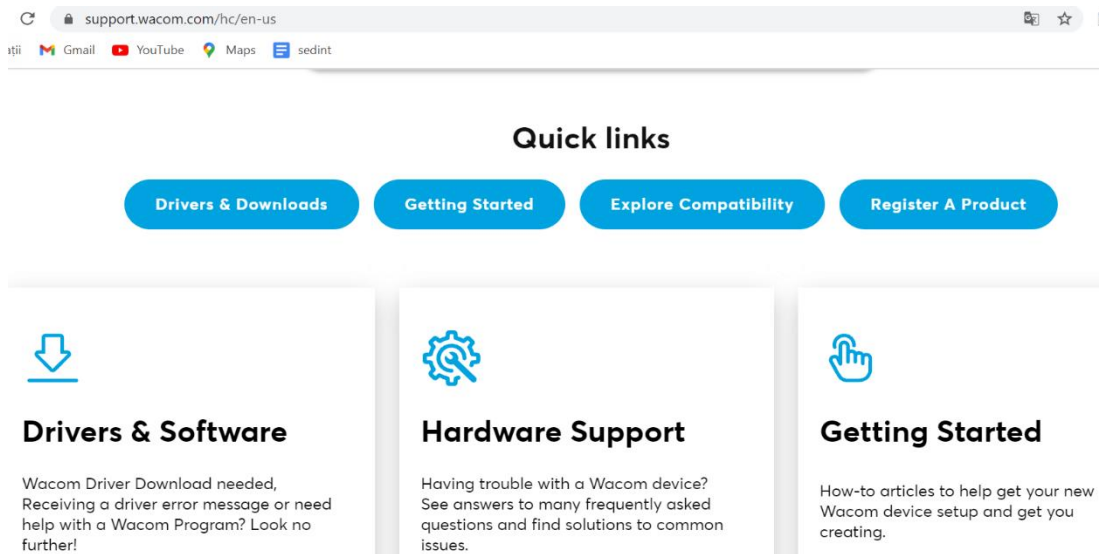 support.wacom.com/hc/en-us
ații Gmail YouTube Maps sedint
Quick links
Drivers & Downloads Getting Started Explore Compatibility Register A Product
Drivers & Software
Wacom Driver Download needed,
Receiving a driver error message or need
help with a Wacom Program? Look no
further!
Hardware Support
Having trouble with a Wacom device?
See answers to many frequently asked
questions and find solutions to common
issues.
Getting Started
How-to articles to help get your new
Wacom device setup and get you
creating.